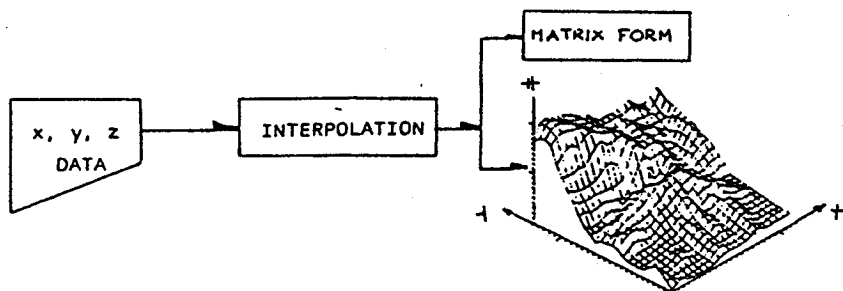 MATRIX FORM
x, y, z
DATA
INTERPOLATION